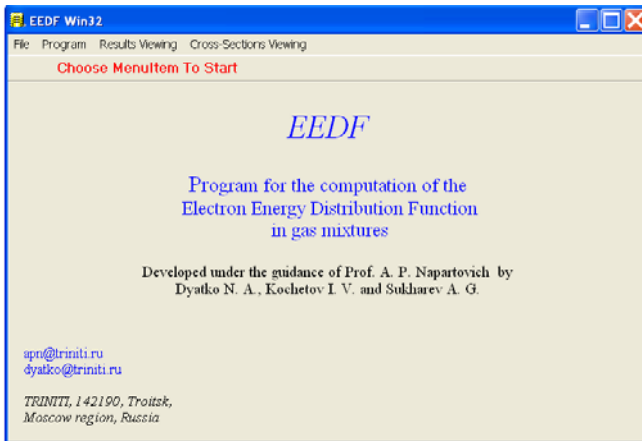 EEDF Win32
File Program Results Viewing Cross-Sections Viewing
Choose MenuItem To Start
EEDF
Program for the computation of the
Electron Energy Distribution Function
in gas mixtures
Developed under the guidance of Prof. A. P. Napartovich by
Dyatko N. A., Kochetov I. V. and Sukharev A. G.
apn@triniti.ru
dyatko@triniti.ru
TRINITI, 142190, Troitsk,
Moscow region, Russia